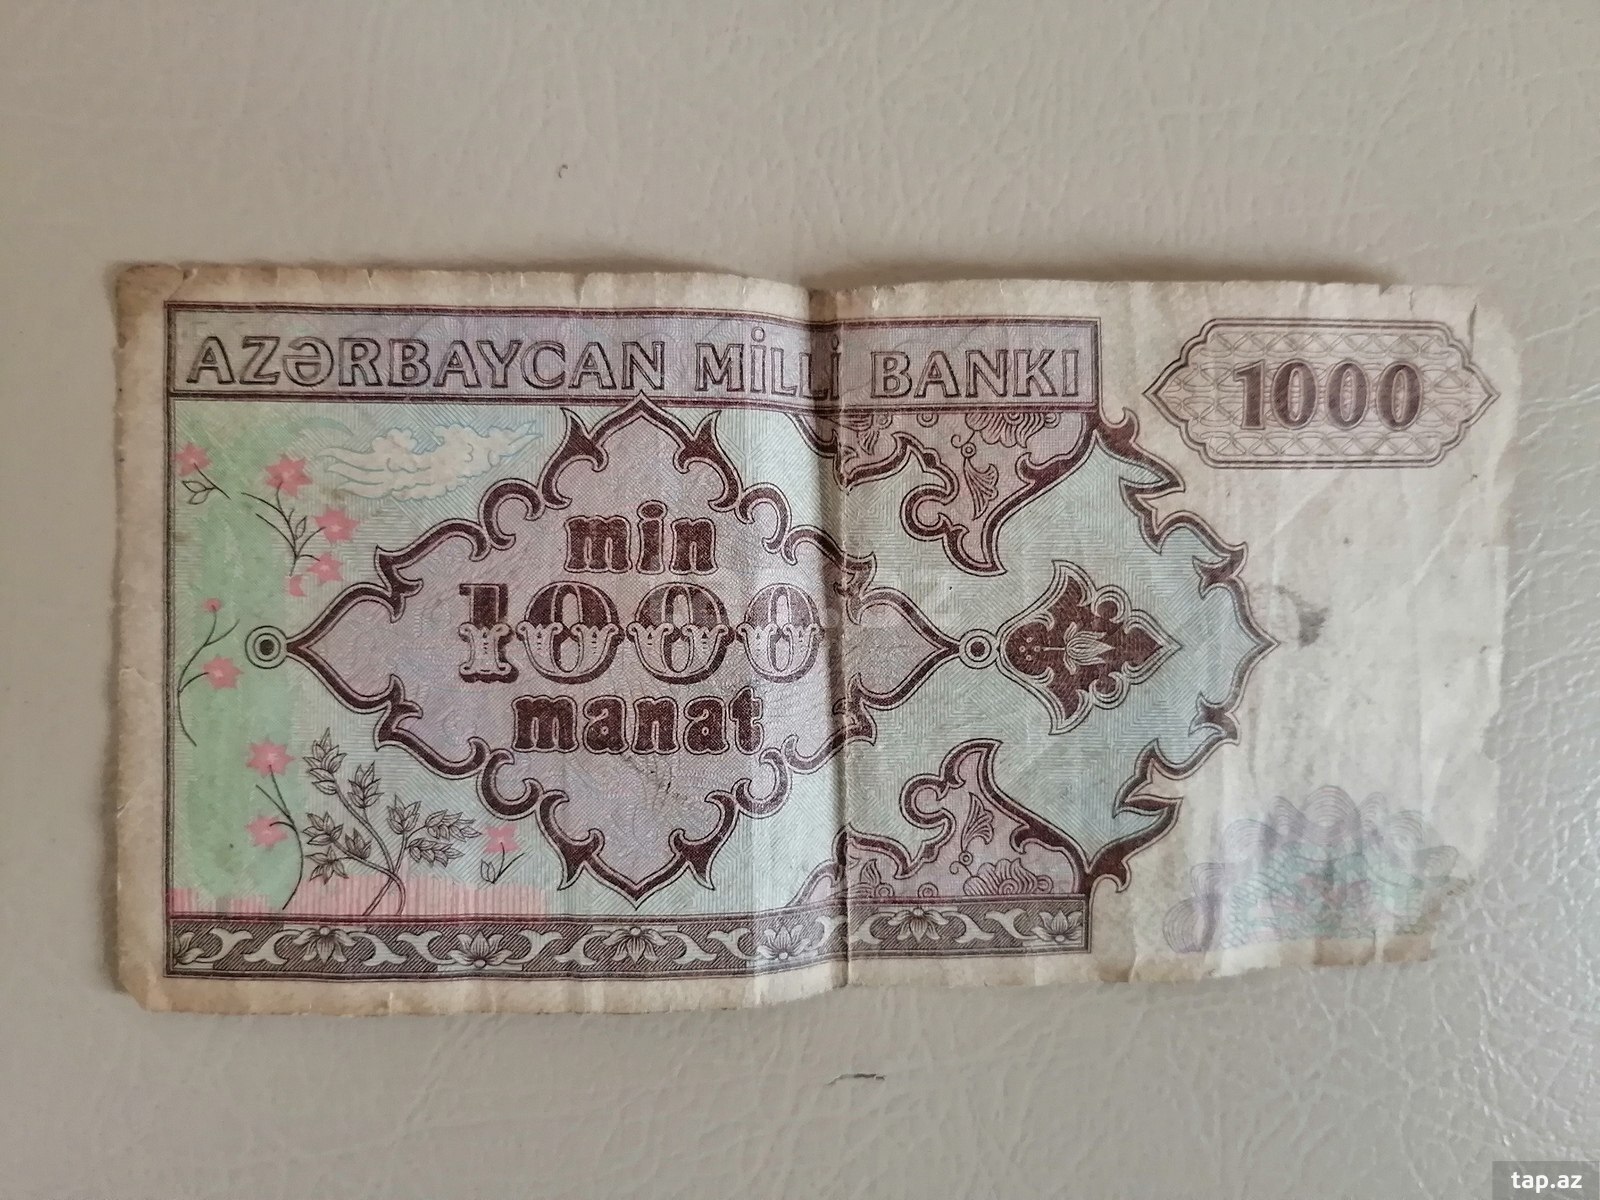 AZƏRBAYCAN MİLLİ BANKI
1000
min
1000
manat
tap.az